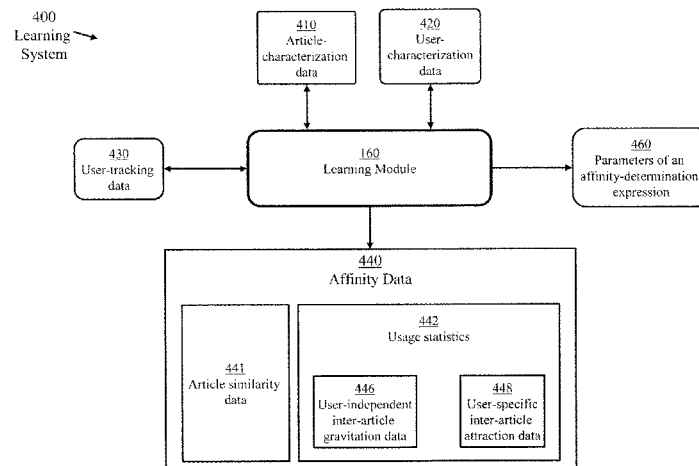 400
Learning
System
410
Article-
characterization
data
420
User-
characterization
data
430
User-tracking
data
160
Learning Module
460
Parameters of an
affinity-determination
expression
440
Affinity Data
441
Article similarity
data
442
Usage statistics
446
User-independent
inter-article
gravitation data
448
User-specific
inter-article
attraction data